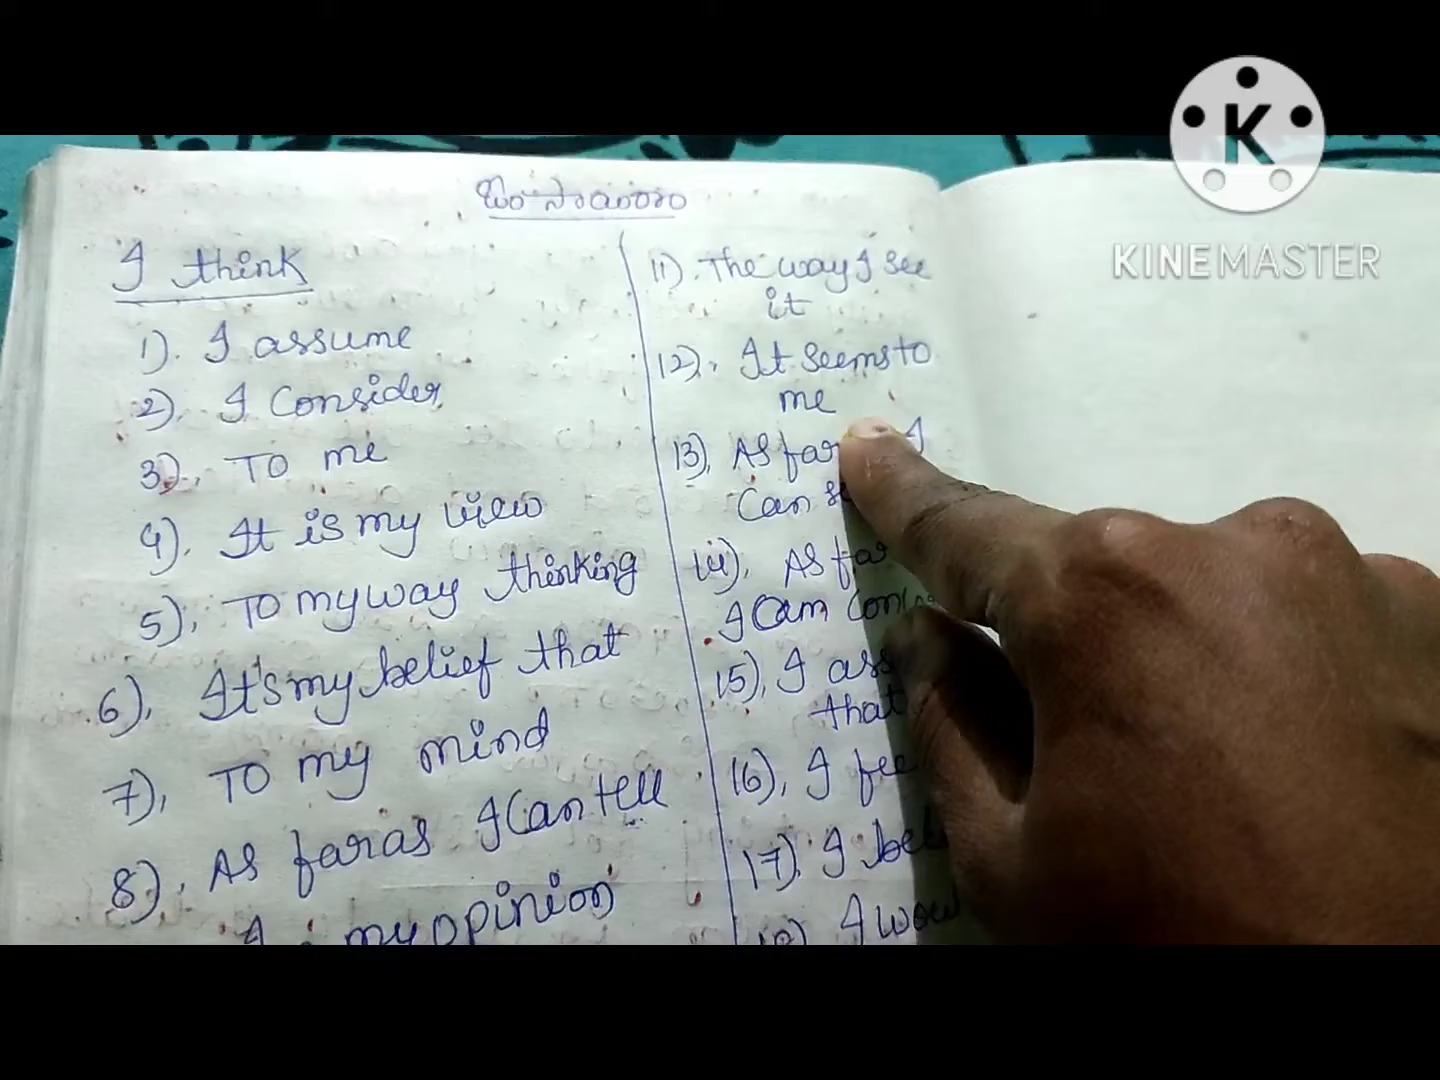 I think
1). I assume
2). I Consider
3). To me
4). It is my view
5). To my way thinking
6). It's my belief that
7). To my mind
8). As far as I Can tell
my opinion
11). The way I see
it
12). It seems to
me
13). As far I
Can
14). As far
I Can
15). I
that
16). I
17). I
I
KINEMASTER